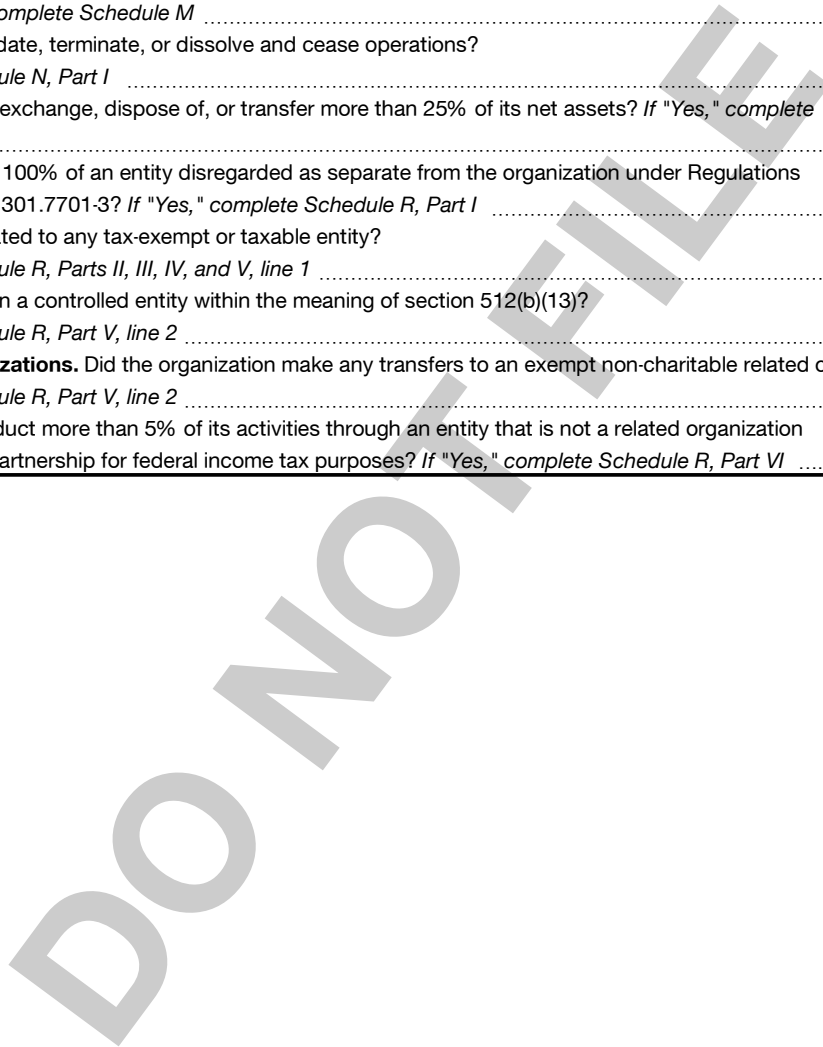 omplete Schedule M
date, terminate, or dissolve and cease operations?
ule N, Part I
exchange, dispose of, or transfer more than 25% of its net assets? If "Yes," complete
100% of an entity disregarded as separate from the organization under Regulations
301.7701-3? If "Yes," complete Schedule R, Part I
ted to any tax-exempt or taxable entity?
ule R, Parts II, III, IV, and V, line 1
n a controlled entity within the meaning of section 512(b)(13)?
ule R, Part V, line 2
zations. Did the organization make any transfers to an exempt non-charitable related o
ule R, Part V, line 2
duct more than 5% of its activities through an entity that is not a related organization
artnership for federal income tax purposes? If "Yes," complete Schedule R, Part VI
DO NOT FILE